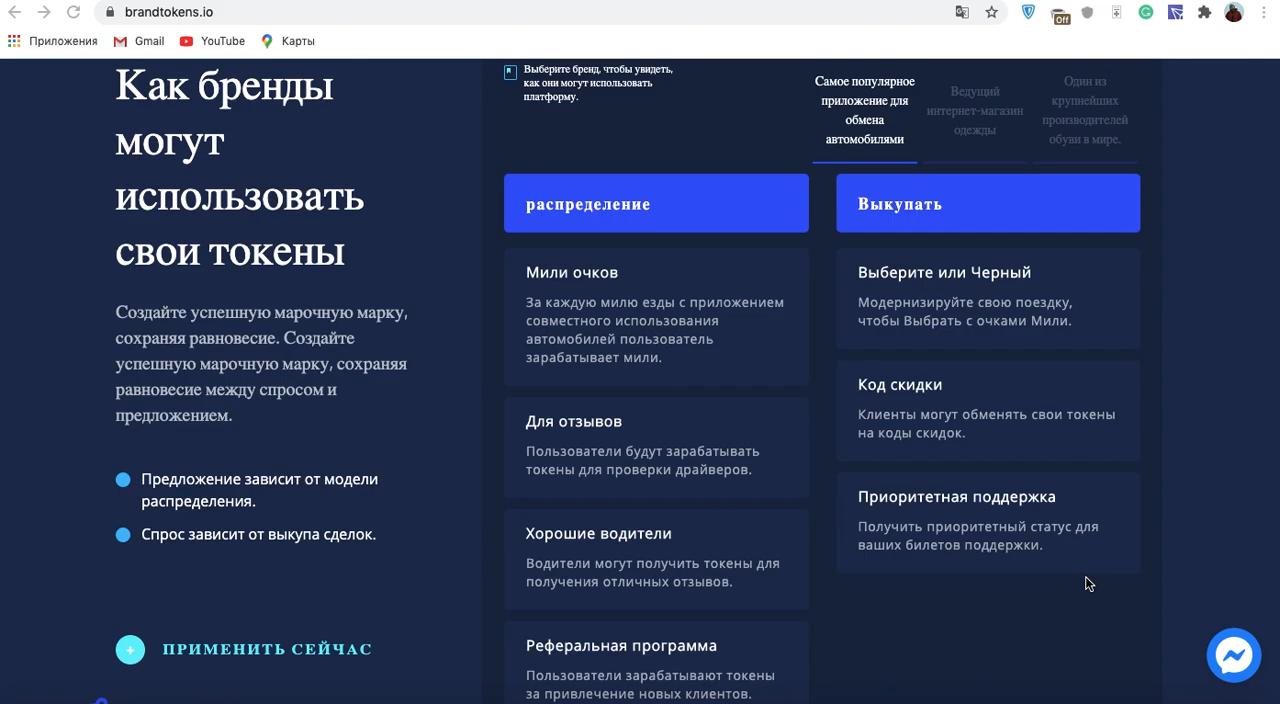 brandtokens.io
Off
Приложения
Gmail
YouTube
Карты
Как бренды
могут
использовать
свои токены
Создайте успешную марочную марку,
сохраняя равновесие. Создайте
успешную марочную марку, сохраняя
равновесие между спросом и
предложением.
Предложение зависит от модели
распределения.
Спрос зависит от выкупа сделок.
ПРИМЕНИТЬ СЕЙЧАС
Выберите бренд, чтобы увидеть,
как они могут использовать
платформу.
Самое популярное
приложение для
обмена
автомобилями
Ведущий
интернет-магазин
одежды
Один из
крупнейших
производителей
обуви в мире.
распределение
Мили очков
За каждую милю езды с приложением
совместного использования
автомобилей пользователь
зарабатывает мили.
Для отзывов
Пользователи будут зарабатывать
токены для проверки драйверов.
Хорошие водители
Водители могут получить токены для
получения отличных отзывов.
Реферальная программа
Пользователи зарабатывают токены
за привлечение новых клиентов.
Выкупать
Выберите или Черный
Модернизируйте свою поездку,
чтобы Выбрать с очками Мили.
Код скидки
Клиенты могут обменять свои токены
на коды скидок.
Приоритетная поддержка
Получить приоритетный статус для
ваших билетов поддержки.